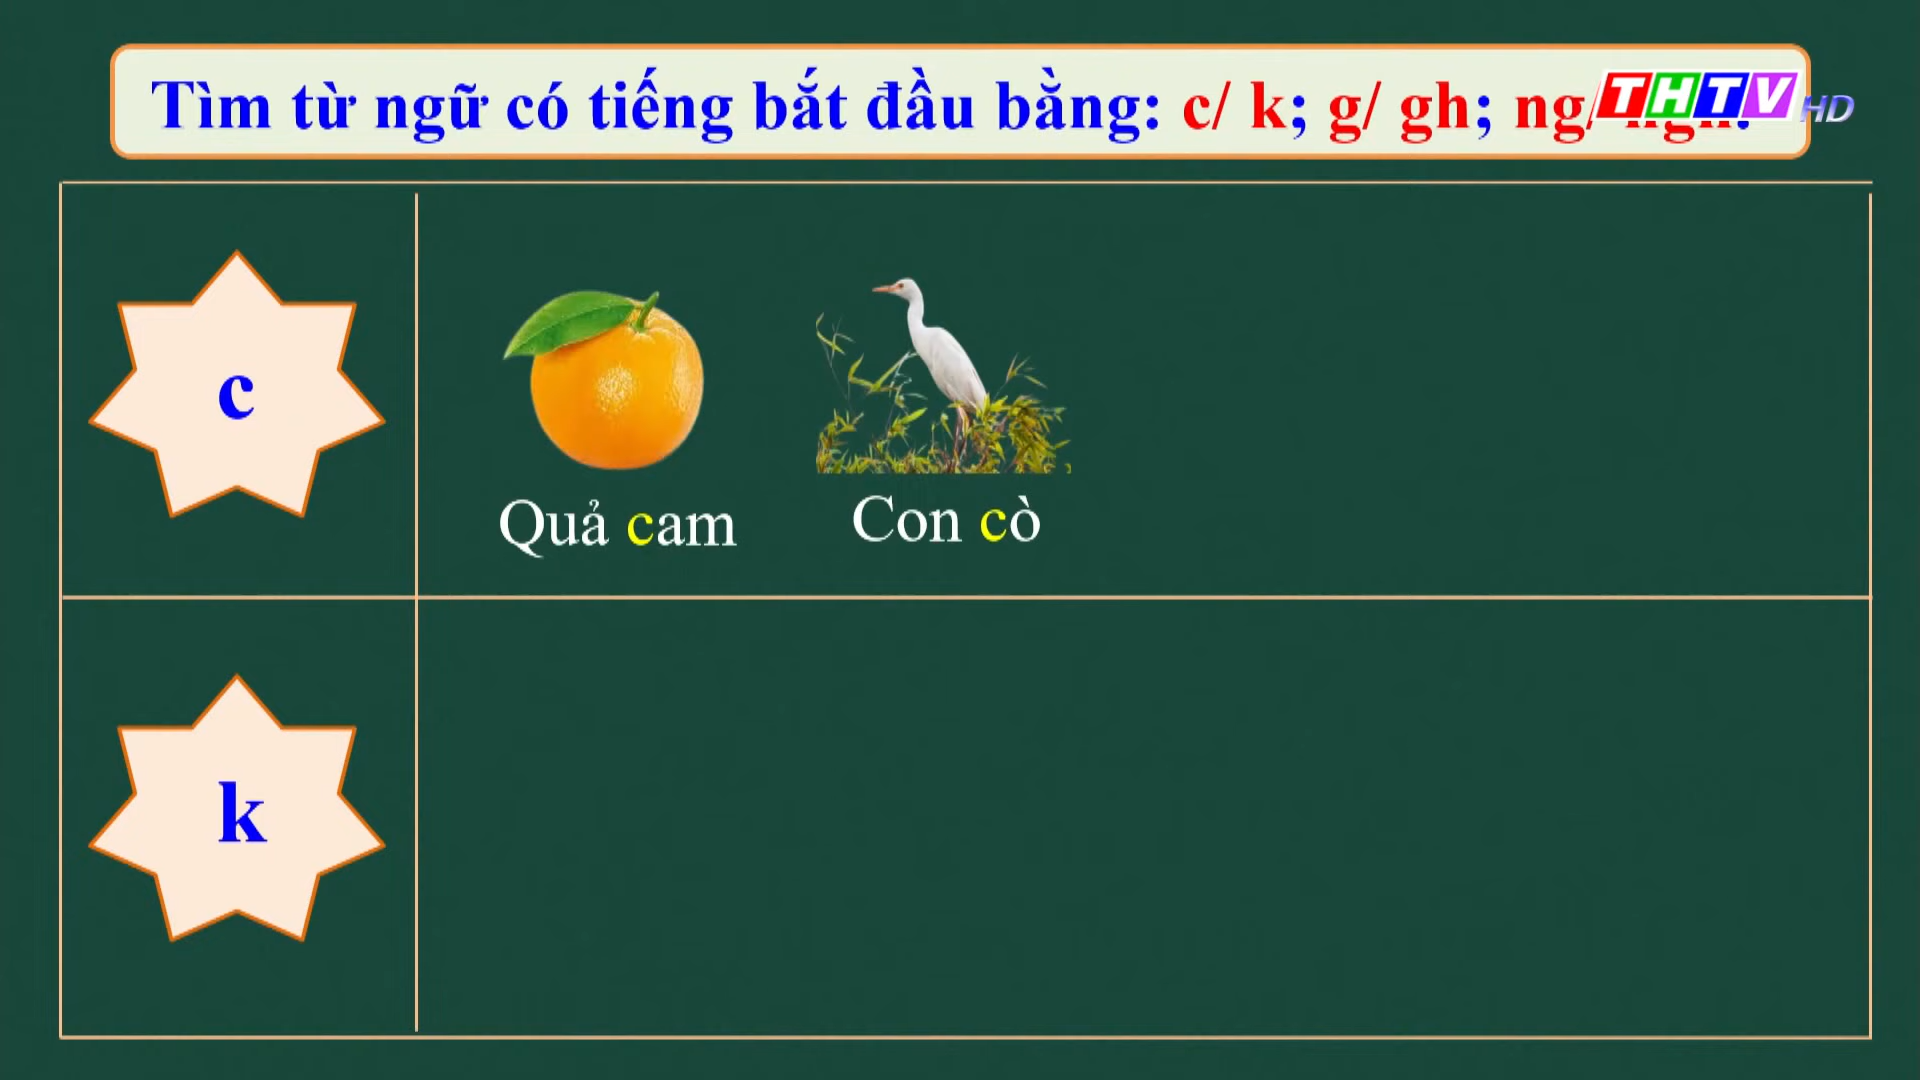 Tìm từ ngữ có tiếng bắt đầu bằng: c/ k; g/ gh; ng/
THTV HD
c
Quả cam
Con cò
k